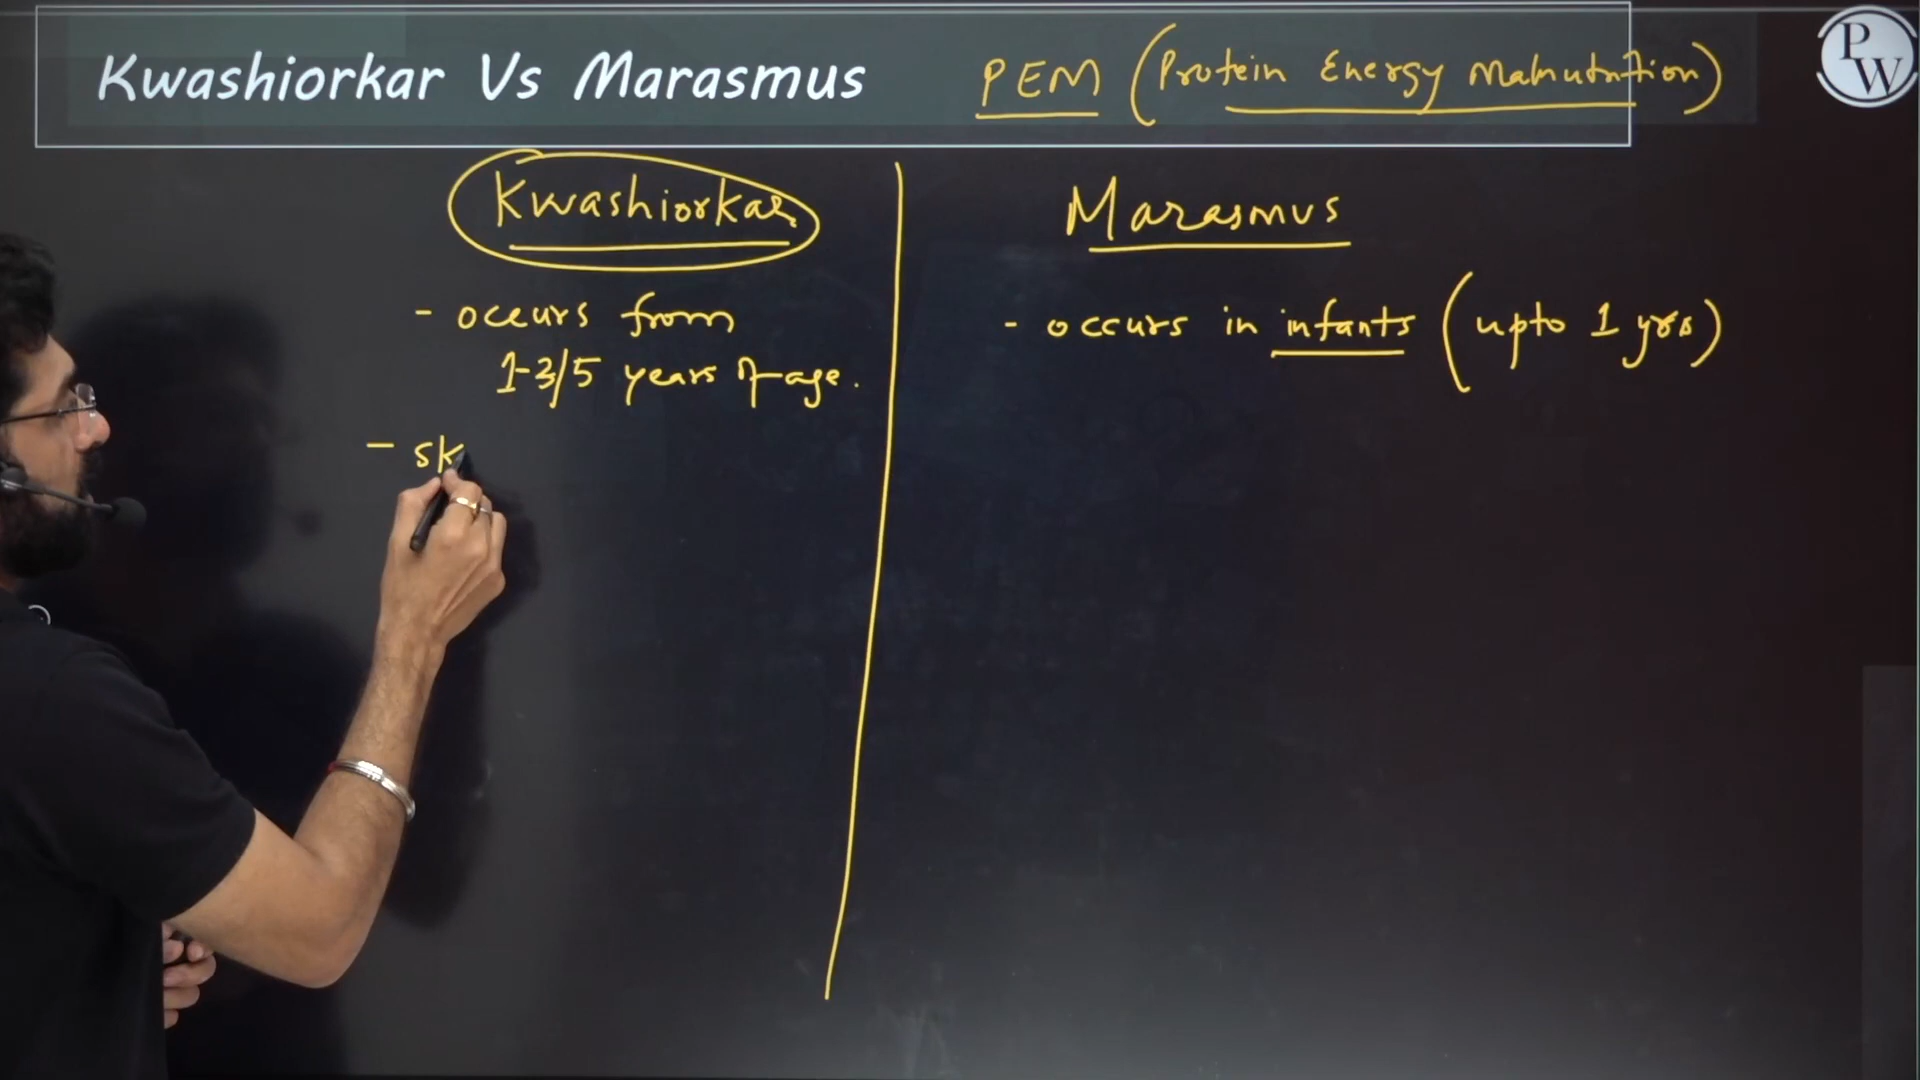 Kwashiorkar Vs Marasmus
PEM (Protein Energy Malnutrition)
PW
Kwashiorkar
- occurs from
1-3/5 years of age.
- sk
Marasmus
- occurs in infants (upto 1 yrs)